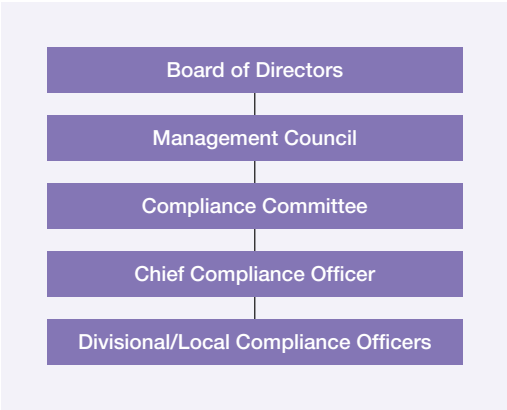 Board of Directors
Management Council
Compliance Committee
Chief Compliance Officer
Divisional/Local Compliance Officers